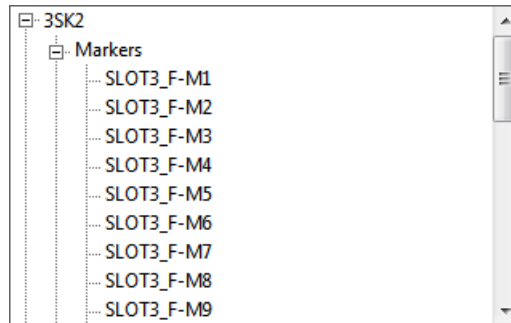 3SK2
Markers
SLOT3_F-M1
SLOT3_F-M2
SLOT3_F-M3
SLOT3_F-M4
SLOT3_F-M5
SLOT3_F-M6
SLOT3_F-M7
SLOT3_F-M8
SLOT3_F-M9